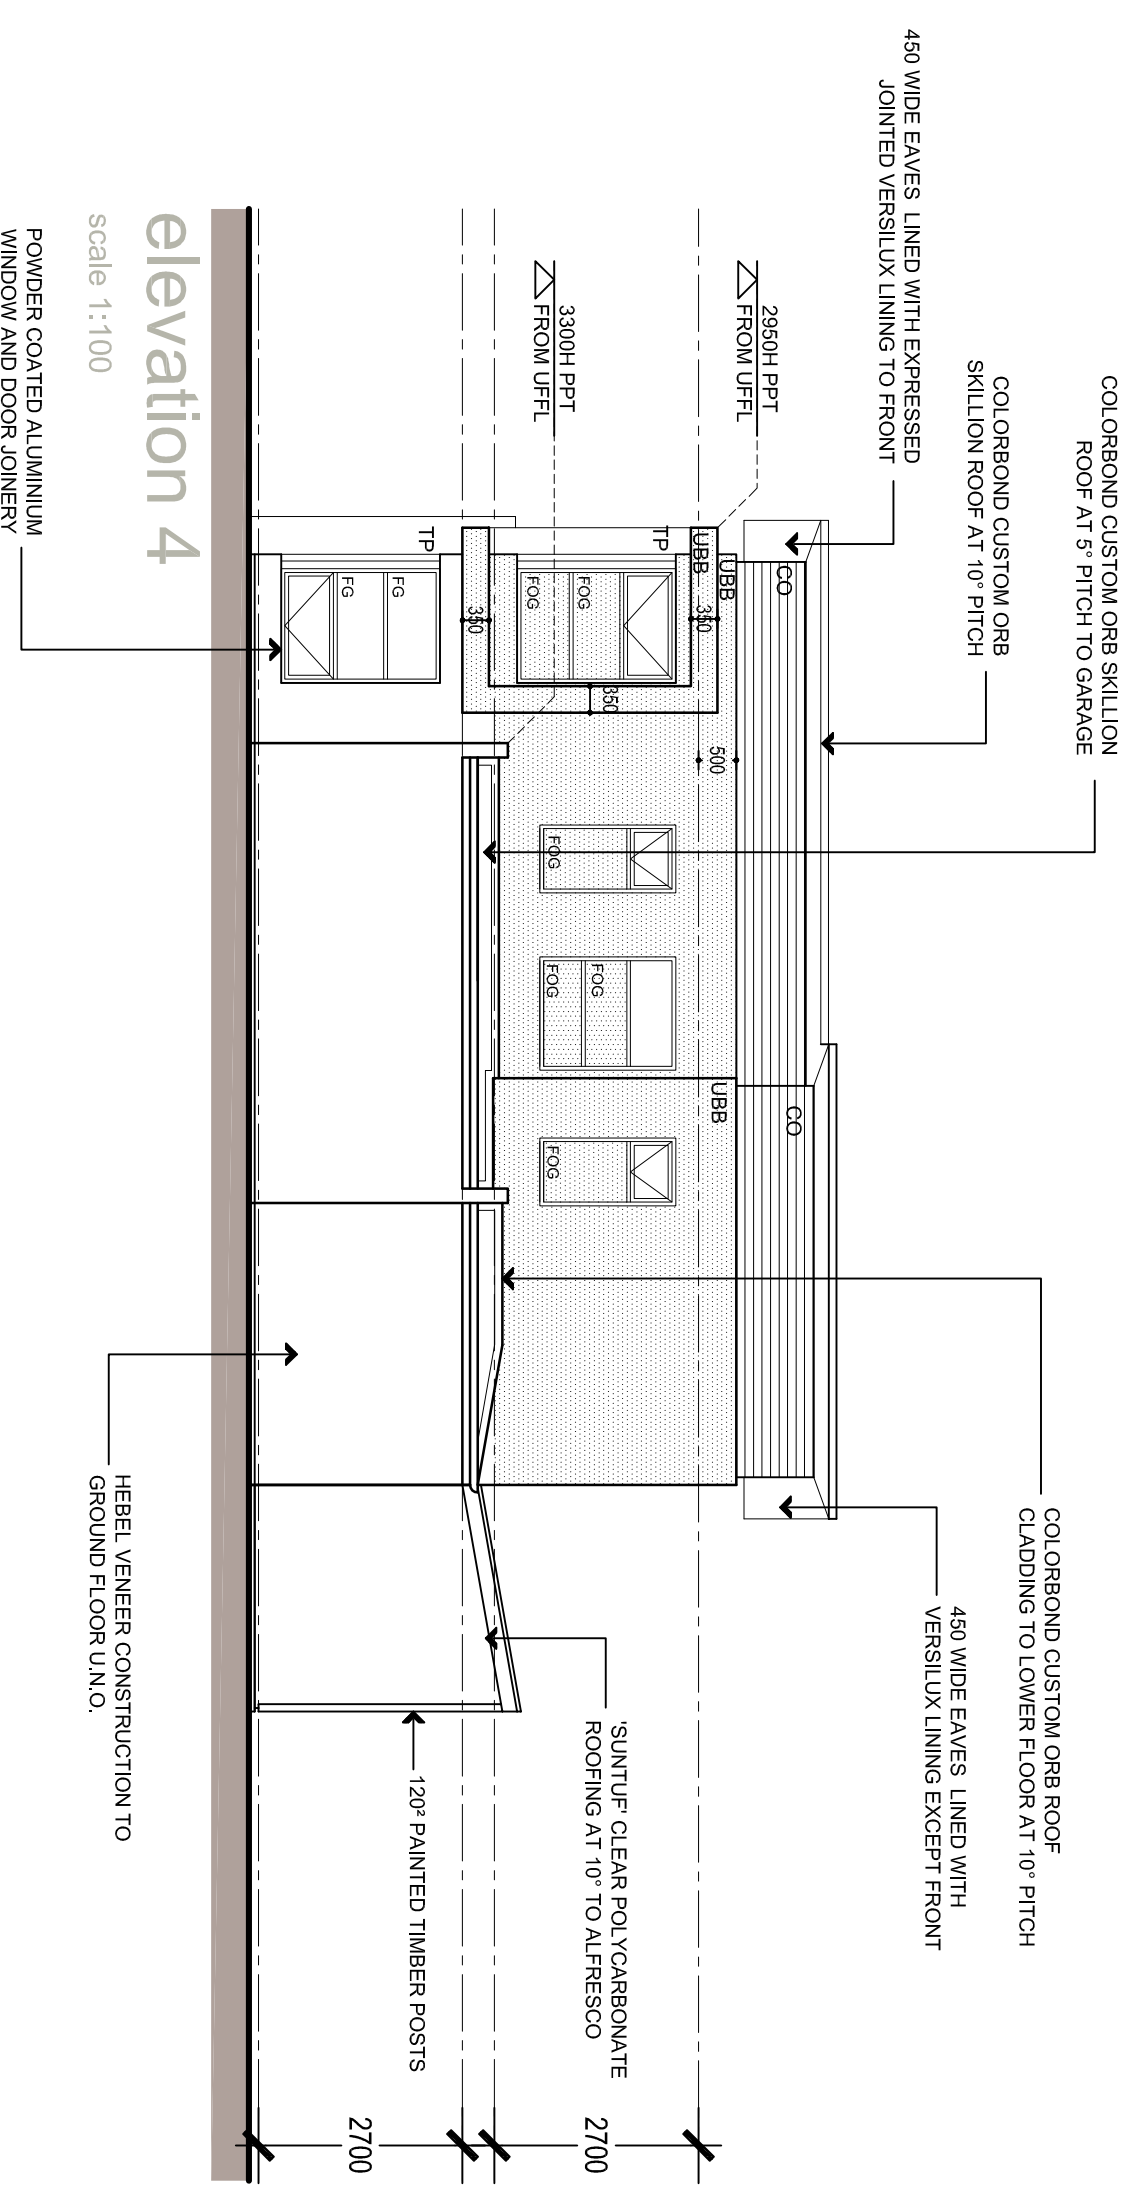 COLORBOND CUSTOM ORB SKILLION
ROOF AT 5° PITCH TO GARAGE
COLORBOND CUSTOM ORB
SKILLION ROOF AT 10° PITCH
450 WIDE EAVES LINED WITH EXPRESSED
JOINTED VERSILUX LINING TO FRONT
COLORBOND CUSTOM ORB ROOF
CLADDING TO LOWER FLOOR AT 10° PITCH
450 WIDE EAVES LINED WITH
VERSILUX LINING EXCEPT FRONT
2950H PPT
FROM UFFL
3300H PPT
FROM UFFL
CO
CO
UBB
UBB
UBB
350
500
TP
FOG
FOG
350
350
FOG
FOG
FOG
FOG
TP
FG
FG
'SUNTUF' CLEAR POLYCARBONATE
ROOFING AT 10° TO ALFRESCO
120² PAINTED TIMBER POSTS
2700
2700
elevation 4
scale 1:100
HEBEL VENEER CONSTRUCTION TO
GROUND FLOOR U.N.O.
POWDER COATED ALUMINIUM
WINDOW AND DOOR JOINERY